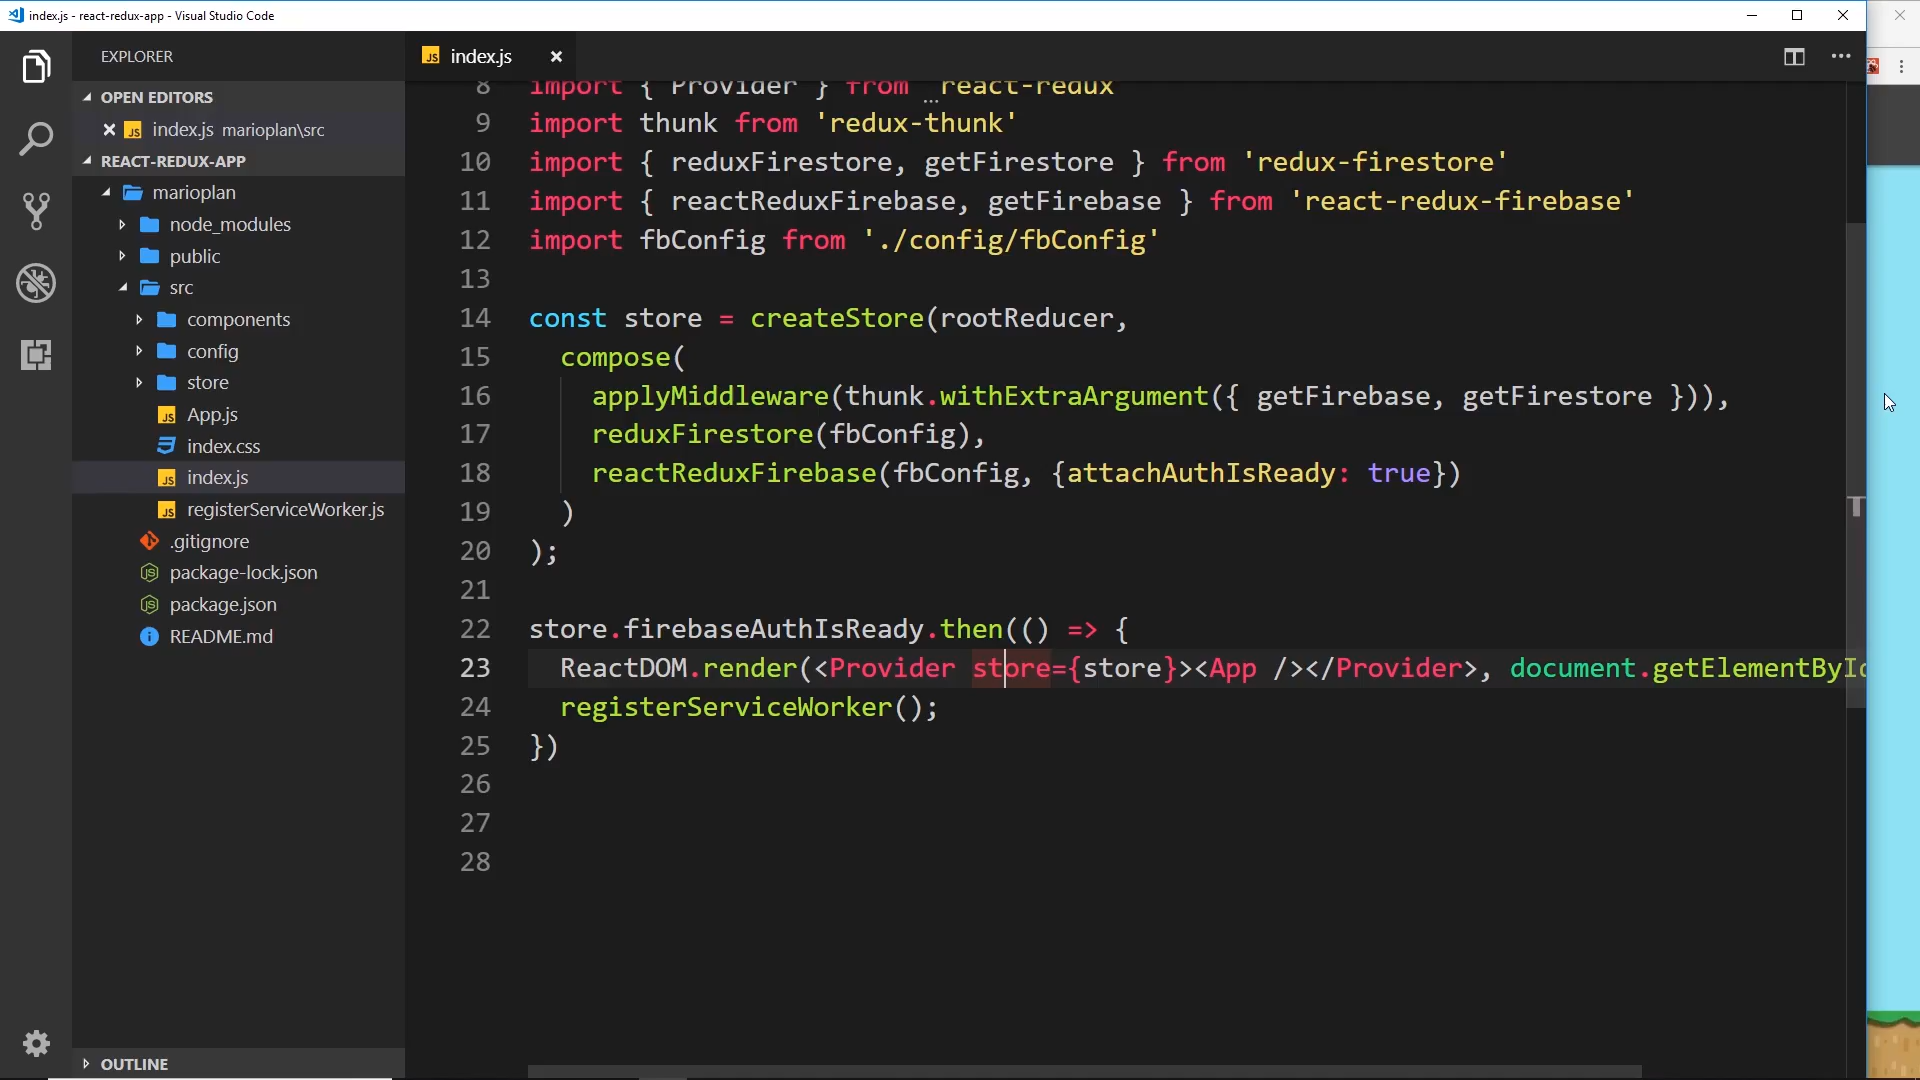 index.js - react-redux-app - Visual Studio Code
EXPLORER
OPEN EDITORS
index.js marioplan\src
REACT-REDUX-APP
marioplan
node_modules
public
src
components
config
store
App.js
index.css
index.js
registerServiceWorker.js
.gitignore
package-lock.json
package.json
README.md
OUTLINE
index.js
8 import { Provider } from 'react-redux'
9 import thunk from 'redux-thunk'
10 import { reduxFirestore, getFirestore } from 'redux-firestore'
11 import { reactReduxFirebase, getFirebase } from 'react-redux-firebase'
12 import fbConfig from './config/fbConfig'
13
14 const store = createStore(rootReducer,
15 compose(
16 applyMiddleware(thunk.withExtraArgument({ getFirebase, getFirestore })),
17 reduxFirestore(fbConfig),
18 reactReduxFirebase(fbConfig, {attachAuthIsReady: true})
19 )
20 );
21
22 store.firebaseAuthIsReady.then(() => {
23 ReactDOM.render(<Provider store={store}><App /></Provider>, document.getElementById
24 registerServiceWorker();
25 })
26
27
28